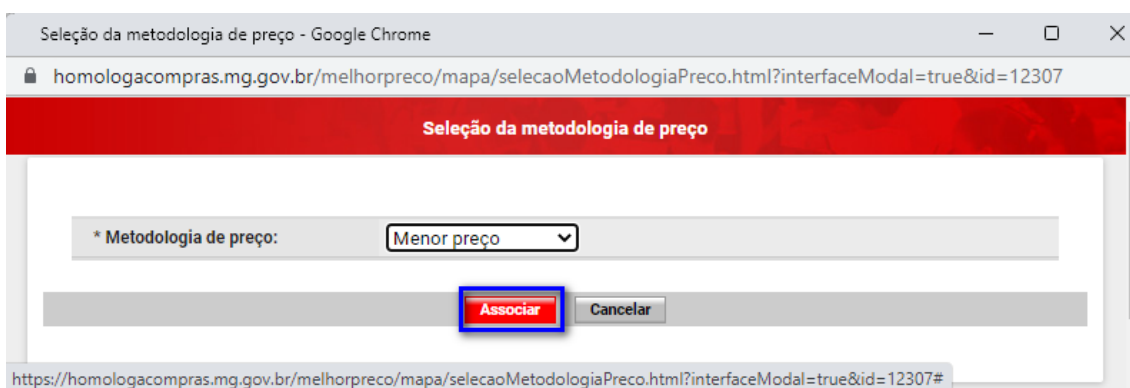 Seleção da metodologia de preço - Google Chrome
homologacompras.mg.gov.br/melhorpreco/mapa/selecaoMetodologiaPreco.html?interfaceModal=true&id=12307
Seleção da metodologia de preço
* Metodologia de preço: Menor preço
Associar Cancelar
https://homologacompras.mg.gov.br/melhorpreco/mapa/selecaoMetodologiaPreco.html?interfaceModal=true&id=12307#